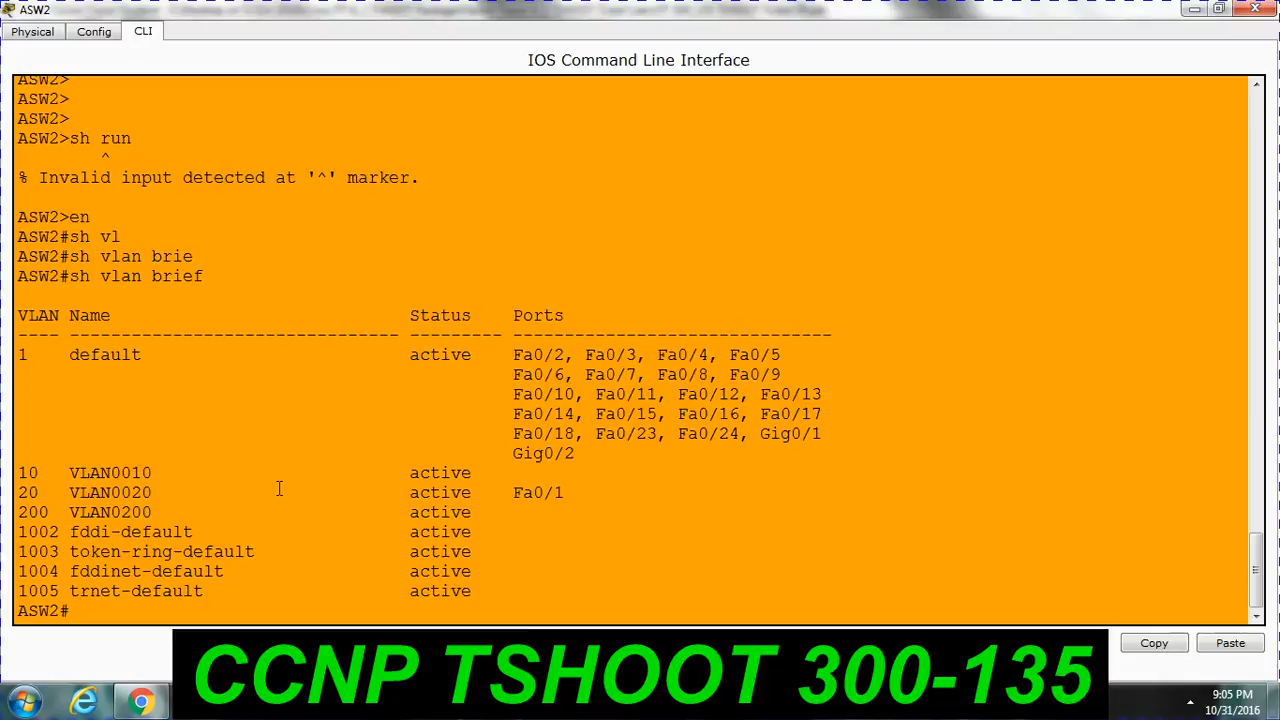 ASW2
Physical Config CLI
IOS Command Line Interface
ASW2>
ASW2>
ASW2>
ASW2>sh run
^
% Invalid input detected at '^' marker.
ASW2>en
ASW2#sh vl
ASW2#sh vlan brie
ASW2#sh vlan brief
VLAN Name Status Ports
---- -------------------------------- --------- -------------------------------
1 default active Fa0/2, Fa0/3, Fa0/4, Fa0/5
Fa0/6, Fa0/7, Fa0/8, Fa0/9
Fa0/10, Fa0/11, Fa0/12, Fa0/13
Fa0/14, Fa0/15, Fa0/16, Fa0/17
Fa0/18, Fa0/23, Fa0/24, Gig0/1
Gig0/2
10 VLAN0010 active
20 VLAN0020 active Fa0/1
200 VLAN0200 active
1002 fddi-default active
1003 token-ring-default active
1004 fddinet-default active
1005 trnet-default active
ASW2#
Copy Paste
CCNP TSHOOT 300-135
9:05 PM
10/31/2016